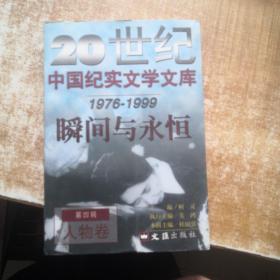 20世纪
中国纪实文学文库
1976-1999
瞬间与永恒
第四辑
人物卷
文汇出版社